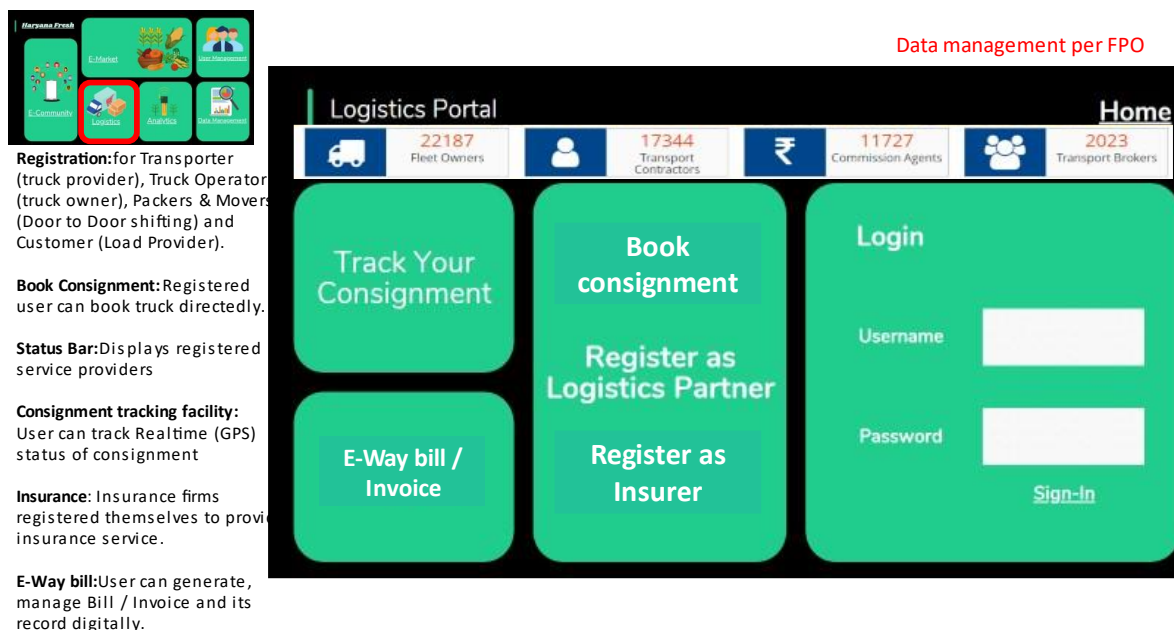 Haryana Fresh
E-Market
User Management
E-Community
Logistics
Analytics
Data Management
Registration:for Transporter
(truck provider), Truck Operator
(truck owner), Packers & Movers
(Door to Door shifting) and
Customer (Load Provider).
Book Consignment:Registered
user can book truck directedly.
Status Bar:Displays registered
service providers
Consignment tracking facility:
User can track Realtime (GPS)
status of consignment
Insurance: Insurance firms
registered themselves to provi
insurance service.
E-Way bill:User can generate,
manage Bill / Invoice and its
record digitally.
Data management per FPO
Logistics Portal
Home
22187
Fleet Owners
17344
Transport
Contractors
11727
Commission Agents
2023
Transport Brokers
Track Your
Consignment
E-Way bill /
Invoice
Book
consignment
Register as
Logistics Partner
Register as
Insurer
Login
Username
Password
Sign-In